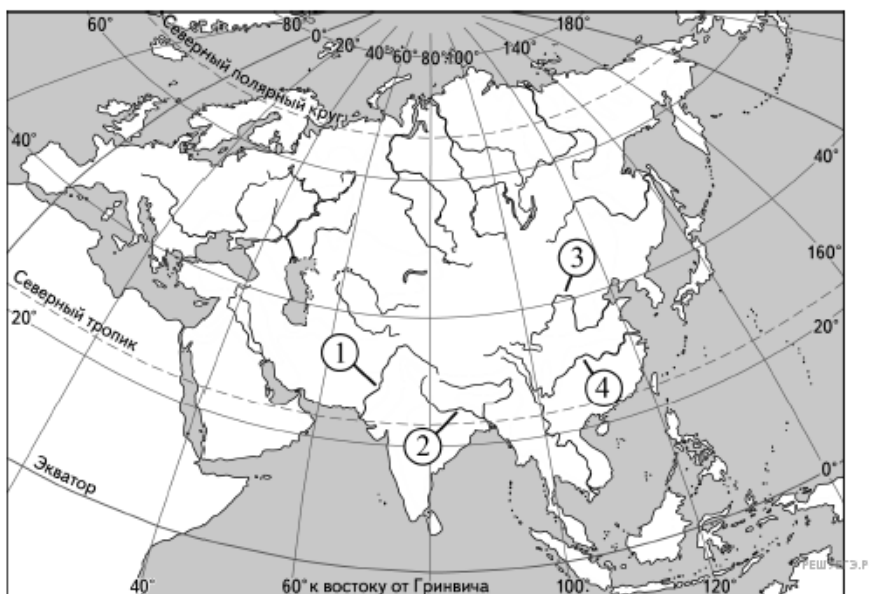 60° 80° 0° 20° 40° 60° 80° 100° 140° 180°
Северный полярный круг
40° 40°
160°
3
Северный тропик
20° 20°
1
4
2
Экватор 0°
40° 60° к востоку от Гринвича 100° 120°